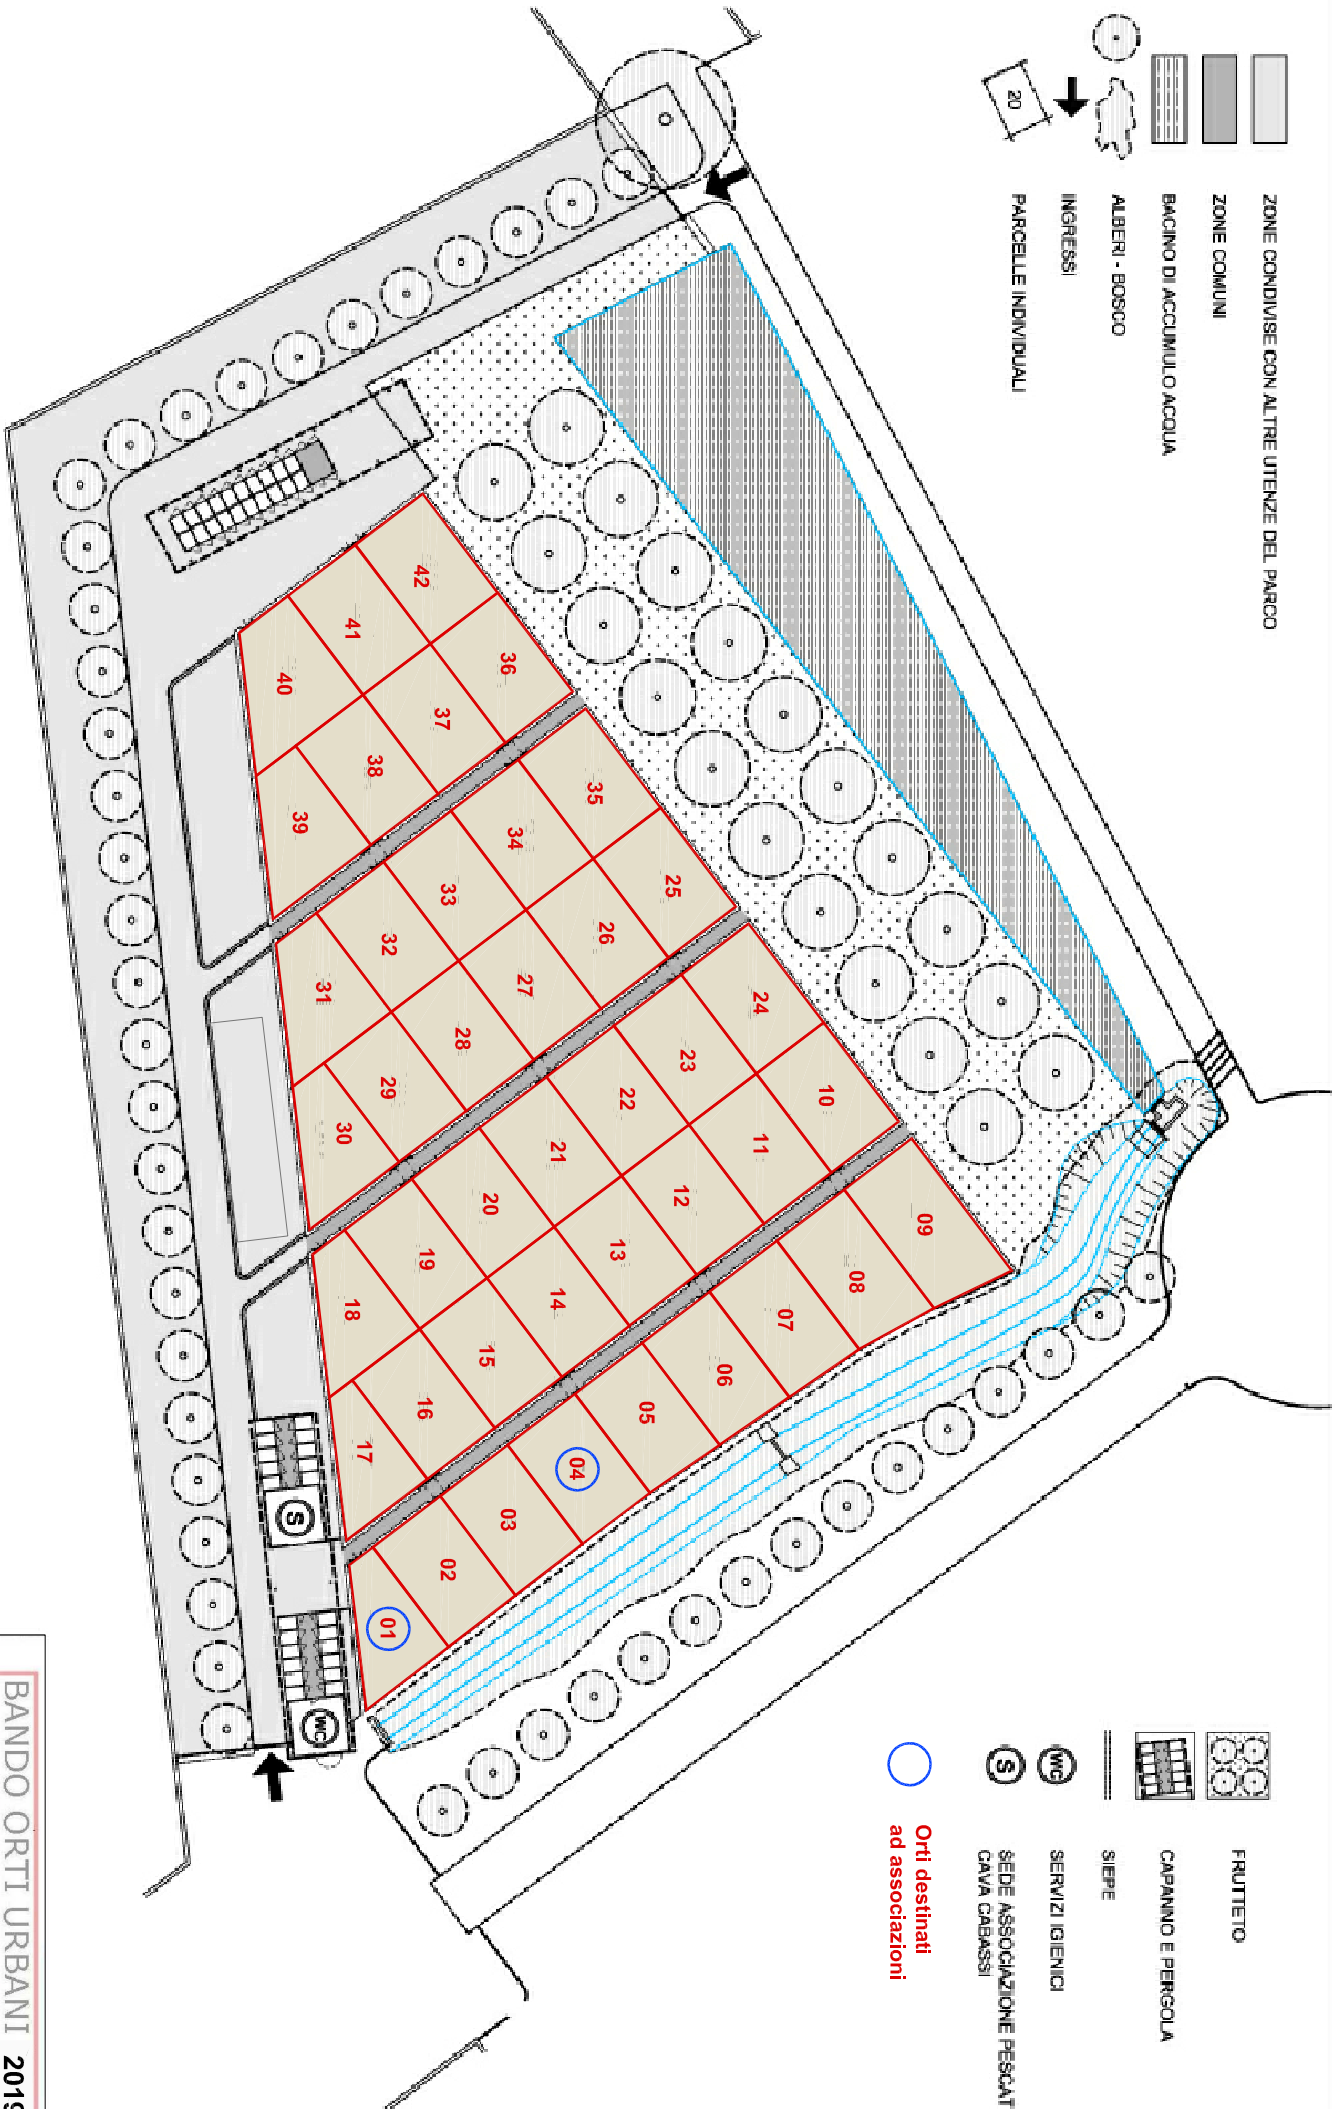 ZONE CONDIVISE CON ALTRE UTENZE DEL PARCO
ZONE COMUNI
BACINO DI ACCUMULO ACQUA
ALBERI - BOSCO
INGRESSI
20
PARCELLE INDIVIDUALI
FRUTTETO
CAPANNO E PERGOLA
SIEPE
WC
SERVIZI IGIENICI
S
SEDE ASSOCIAZIONE PESCAT
CAVA CABASSI
Orti destinati
ad associazioni
42
36
41
37
40
38
39
35
25
34
26
33
27
32
28
31
29
30
24
10
23
11
22
12
21
13
20
14
19
15
18
16
17
09
08
07
06
05
04
03
02
01
S
WC
BANDO ORTI URBANI 2019